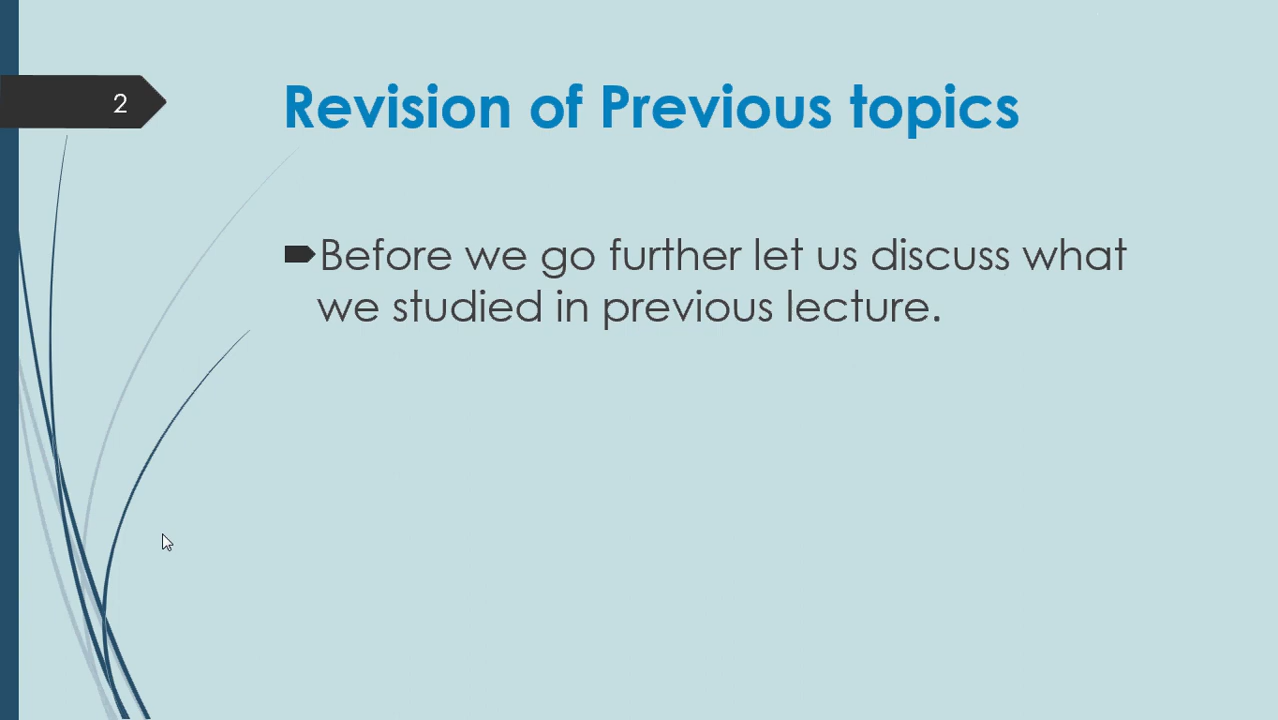 2
Revision of Previous topics
Before we go further let us discuss what
we studied in previous lecture.